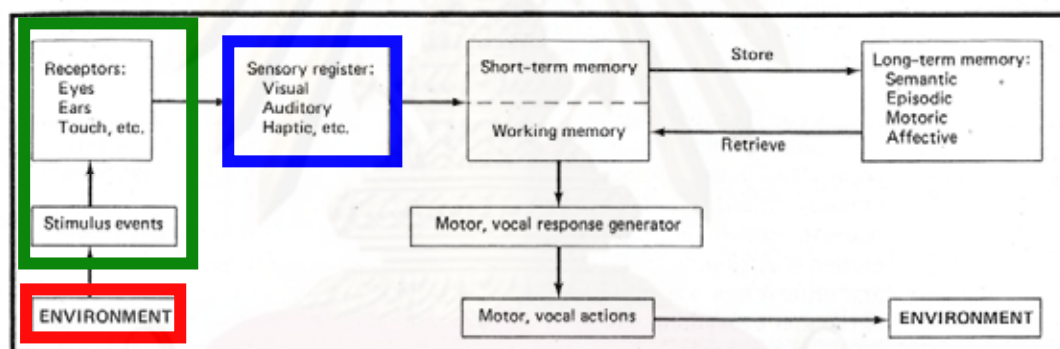 Receptors:
Eyes
Ears
Touch, etc.
Sensory register:
Visual
Auditory
Haptic, etc.
Short-term memory
Working memory
Store
Retrieve
Long-term memory:
Semantic
Episodic
Motoric
Affective
Stimulus events
Motor, vocal response generator
ENVIRONMENT
Motor, vocal actions
ENVIRONMENT